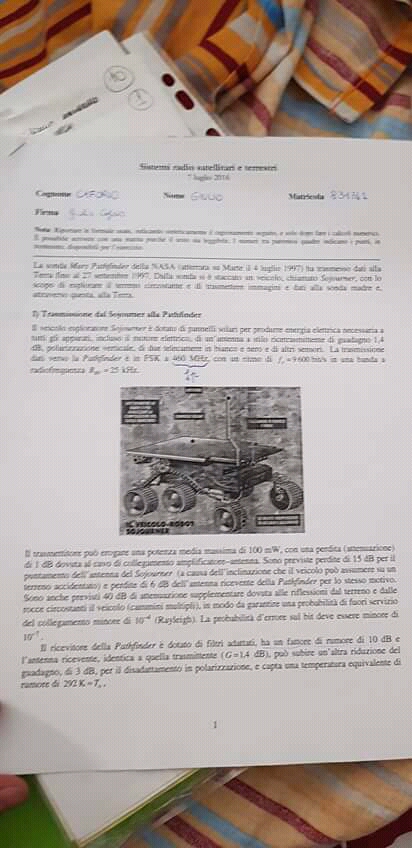 Sistemi radio satellitari e terrestri
7 luglio 2016
Cognome CAFORIO Nome GIULIO Matricola
Firma Giulio Caforio
Nota: Riportare le formule usate, indicando sinteticamente il ragionamento seguito, e solo dopo fare i calcoli numerici.
È possibile scrivere con una matita purché il testo sia leggibile. I numeri tra parentesi quadre indicano i punti, in
trentesimi, disponibili per l'esercizio.
La sonda Mars Pathfinder della NASA (atterrata su Marte il 4 luglio 1997) ha trasmesso dati alla
Terra fino al 27 settembre 1997. Dalla sonda si è staccato un veicolo, chiamato Sojourner, con lo
scopo di esplorare il terreno circostante e di trasmettere immagini e dati alla sonda madre e,
attraverso questa, alla Terra.
1) Trasmissione dal Sojourner alla Pathfinder
Il veicolo esploratore Sojourner è dotato di pannelli solari per produrre energia elettrica necessaria a
tutti gli apparati, incluso il motore elettrico, di un'antenna a stilo ricetrasmittente di guadagno 1,4
dB, polarizzazione verticale, di due telecamere in bianco e nero e di altri sensori. La trasmissione
dati verso la Pathfinder è in FSK a 460 MHz, con un ritmo di f_s = 9 600 bit/s in una banda a
radiofrequenza B_RF = 25 kHz.
IL VEICOLO-ROBOT
SOJOURNER
Il trasmettitore può erogare una potenza media massima di 100 mW, con una perdita (attenuazione)
di 1 dB dovuta al cavo di collegamento amplificatore-antenna. Sono previste perdite di 15 dB per il
puntamento dell'antenna del Sojourner (a causa dell'inclinazione che il veicolo può assumere su un
terreno accidentato) e perdite di 6 dB dell'antenna ricevente della Pathfinder per lo stesso motivo.
Sono anche previsti 40 dB di attenuazione supplementare dovuta alle riflessioni dal terreno e dalle
rocce circostanti il veicolo (cammini multipli), in modo da garantire una probabilità di fuori servizio
del collegamento minore di 10⁻⁴ (Rayleigh). La probabilità d'errore sul bit deve essere minore di
10⁻⁷.
Il ricevitore della Pathfinder è dotato di filtri adattati, ha un fattore di rumore di 10 dB e
l'antenna ricevente, identica a quella trasmittente (G = 1,4 dB), può subire un'altra riduzione del
guadagno, di 3 dB, per il disadattamento in polarizzazione, e capta una temperatura equivalente di
rumore di 292 K = T_a.
1